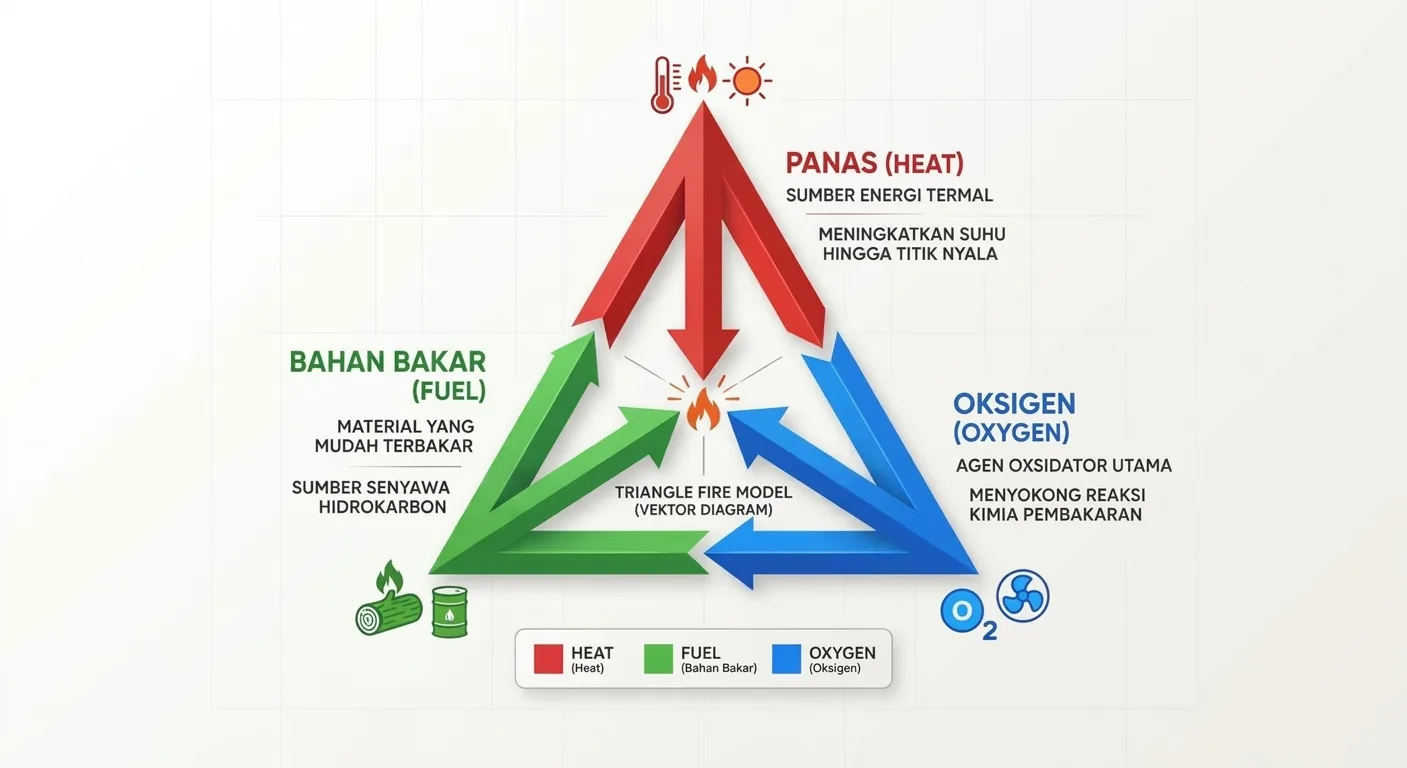 PANAS (HEAT)
SUMBER ENERGI TERMAL
MENINGKATKAN SUHU
HINGGA TITIK NYALA
BAHAN BAKAR
(FUEL)
MATERIAL YANG
MUDAH TERBAKAR
SUMBER SENYAWA
HIDROKARBON
OKSIGEN
(OXYGEN)
AGEN OXSIDATOR UTAMA
MENYOKONG REAKSI
KIMIA PEMBAKARAN
TRIANGLE FIRE MODEL
(VEKTOR DIAGRAM)
O2
HEAT
(Heat)
FUEL
(Bahan Bakar)
OXYGEN
(Oksigen)